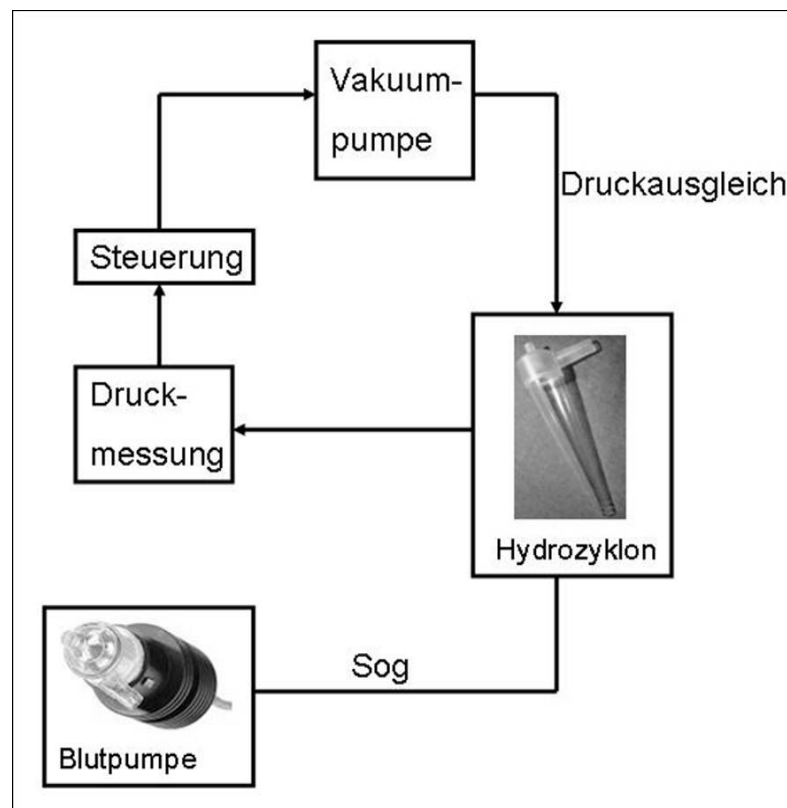 Vakuum-
pumpe
Druckausgleich
Steuerung
Druck-
messung
Hydrozyklon
Sog
Blutpumpe